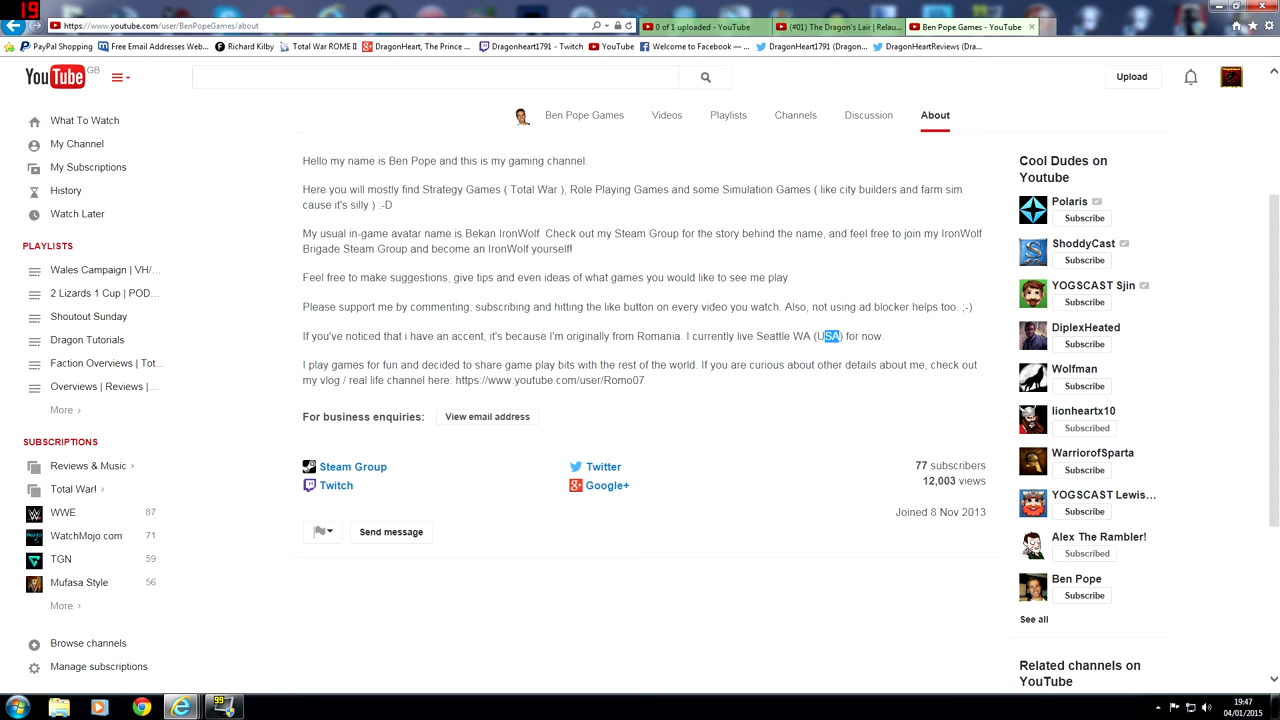 19
https://www.youtube.com/user/BenPopeGames/about
0 of 1 uploaded - YouTube
(#01) The Dragon's Lair | Relau...
Ben Pope Games - YouTube
PayPal Shopping
Free Email Addresses Web...
Richard Kilby
Total War ROME II
DragonHeart, The Prince ...
Dragonheart1791 - Twitch
YouTube
Welcome to Facebook — ...
DragonHeart1791 (Dragon...
DragonHeartReviews (Dra...
YouTube GB
Upload
Ben Pope Games
Videos
Playlists
Channels
Discussion
About
What To Watch
My Channel
My Subscriptions
History
Watch Later
PLAYLISTS
Wales Campaign | VH/...
2 Lizards 1 Cup | POD...
Shoutout Sunday
Dragon Tutorials
Faction Overviews | Tot...
Overviews | Reviews |...
More ›
SUBSCRIPTIONS
Reviews & Music ›
Total War! ›
WWE 87
WatchMojo.com 71
TGN 59
Mufasa Style 56
More ›
Browse channels
Manage subscriptions
Hello my name is Ben Pope and this is my gaming channel.
Here you will mostly find Strategy Games ( Total War ), Role Playing Games and some Simulation Games ( like city builders and farm sim
cause it's silly ) :-D
My usual in-game avatar name is Bekan IronWolf. Check out my Steam Group for the story behind the name, and feel free to join my IronWolf
Brigade Steam Group and become an IronWolf yourself!
Feel free to make suggestions, give tips and even ideas of what games you would like to see me play
Please support me by commenting, subscribing and hitting the like button on every video you watch. Also, not using ad blocker helps too. ;-)
If you've noticed that i have an accent, it's because I'm originally from Romania. I currently live Seattle WA (USA) for now.
I play games for fun and decided to share game play bits with the rest of the world. If you are curious about other details about me, check out
my vlog / real life channel here: https://www.youtube.com/user/Romo07
For business enquiries:
View email address
Steam Group
Twitter
77 subscribers
Twitch
Google+
12,003 views
Joined 8 Nov 2013
Send message
Cool Dudes on
Youtube
Polaris
Subscribe
ShoddyCast
Subscribe
YOGSCAST Sjin
Subscribe
DiplexHeated
Subscribe
Wolfman
Subscribe
lionheartx10
Subscribed
WarriorofSparta
Subscribe
YOGSCAST Lewis...
Subscribe
Alex The Rambler!
Subscribed
Ben Pope
Subscribe
See all
Related channels on
YouTube
99
19:47
04/01/2015